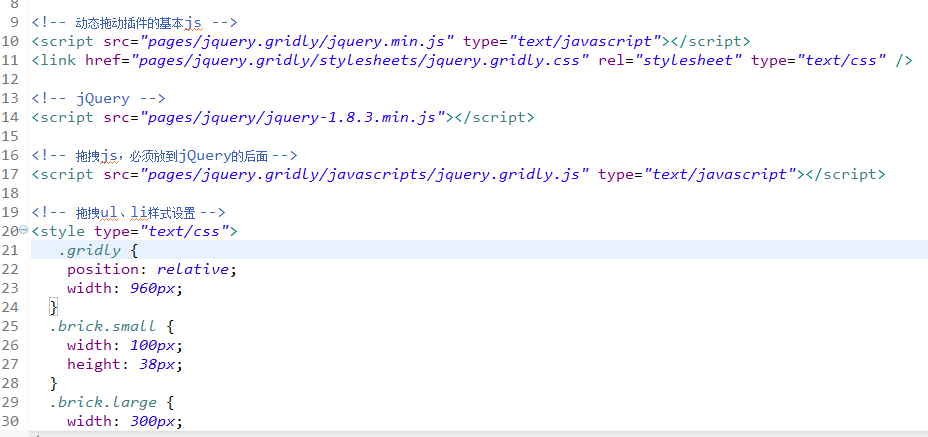 8
9 <!-- 动态拖动插件的基本js -->
10 <script src="pages/jquery.gridly/jquery.min.js" type="text/javascript"></script>
11 <link href="pages/jquery.gridly/stylesheets/jquery.gridly.css" rel="stylesheet" type="text/css" />
12
13 <!-- jQuery -->
14 <script src="pages/jquery/jquery-1.8.3.min.js"></script>
15
16 <!-- 拖拽js，必须放到jQuery的后面 -->
17 <script src="pages/jquery.gridly/javascripts/jquery.gridly.js" type="text/javascript"></script>
18
19 <!-- 拖拽ul、li样式设置 -->
20 <style type="text/css">
21 .gridly {
22 position: relative;
23 width: 960px;
24 }
25 .brick.small {
26 width: 100px;
27 height: 38px;
28 }
29 .brick.large {
30 width: 300px;